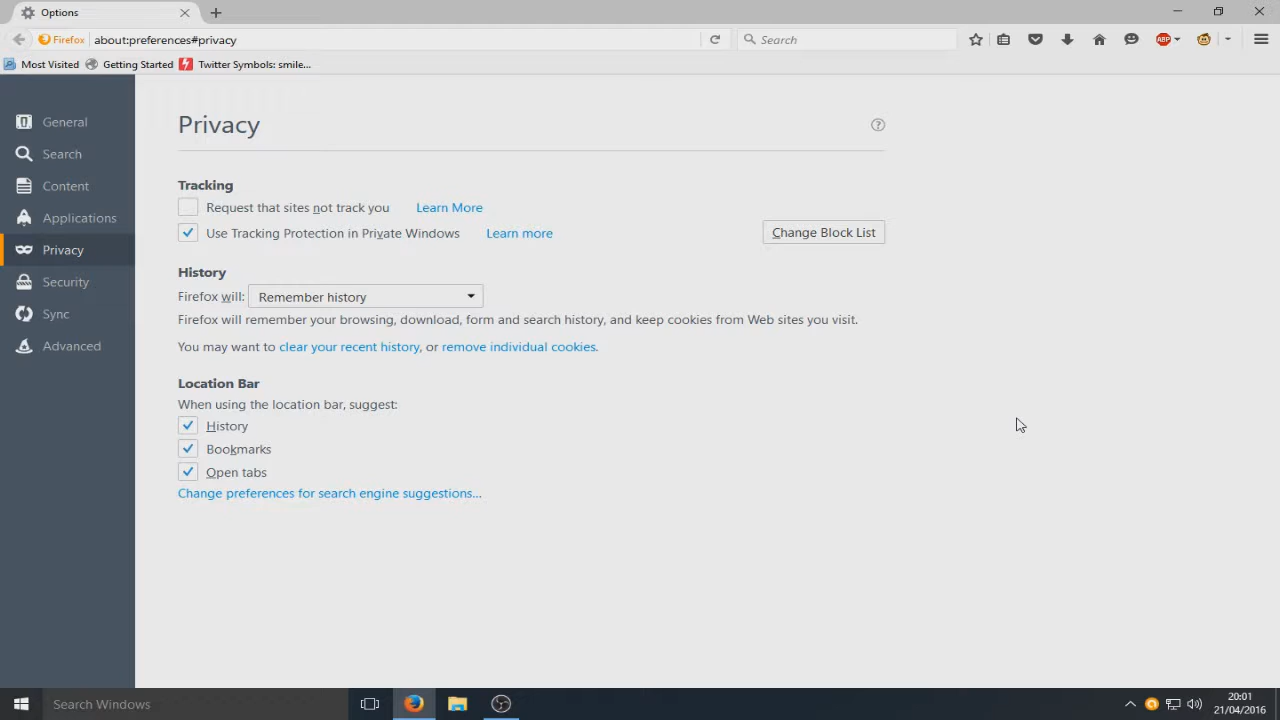 Options
Firefox about:preferences#privacy Search ABP
Most Visited Getting Started Twitter Symbols: smile...
General
Search
Content
Applications
Privacy
Security
Sync
Advanced
Privacy
Tracking
Request that sites not track you Learn More
Use Tracking Protection in Private Windows Learn more Change Block List
History
Firefox will: Remember history
Firefox will remember your browsing, download, form and search history, and keep cookies from Web sites you visit.
You may want to clear your recent history, or remove individual cookies.
Location Bar
When using the location bar, suggest:
History
Bookmarks
Open tabs
Change preferences for search engine suggestions...
Search Windows
20:01
21/04/2016